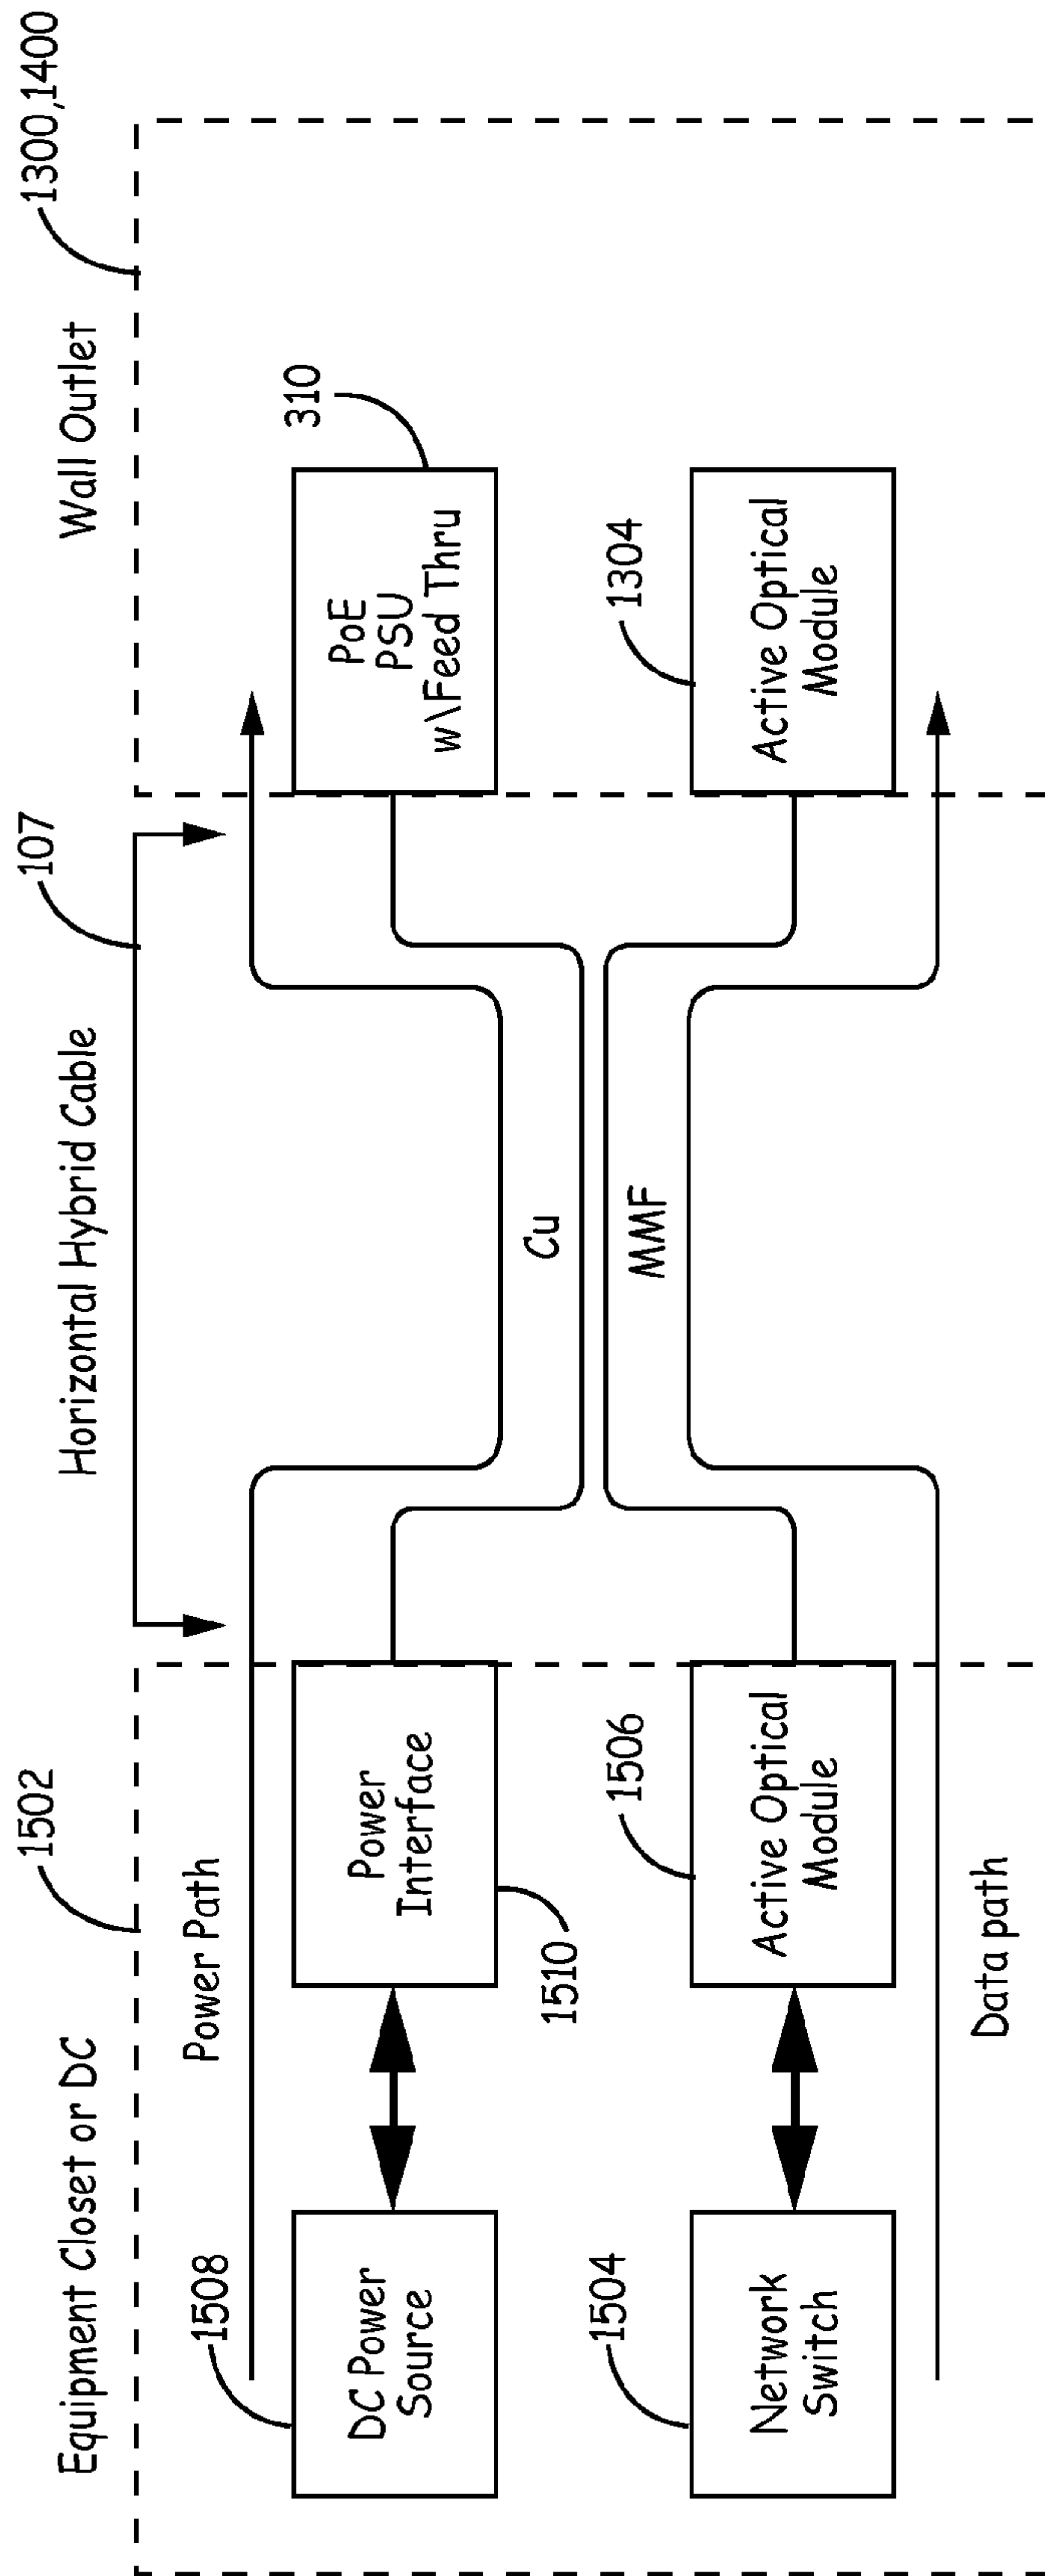 Equipment Closet or DC
1502
Horizontal Hybrid Cable
107
Wall Outlet
1300,1400
Power Path
1508
DC Power
Source
Power
Interface
1510
Cu
PoE
PSU
w\Feed Thru
310
1504
Network
Switch
1506
Active Optical
Module
MMF
1304
Active Optical
Module
Data path